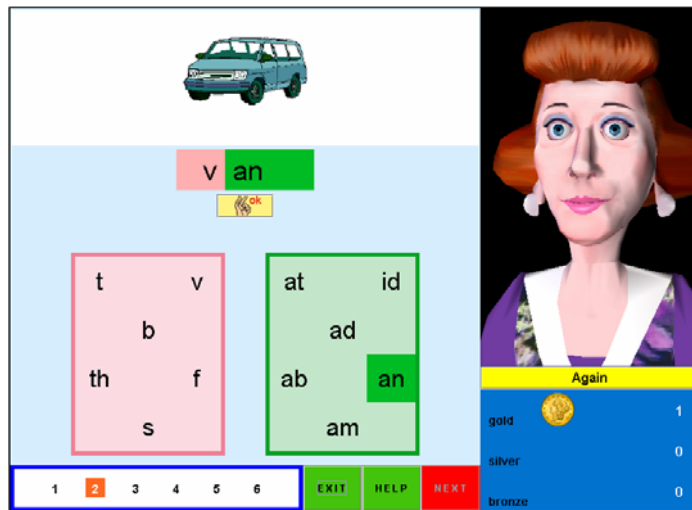 v an
ok
t v
b
th f
s
at id
ad
ab an
am
Again
gold 1
silver 0
bronze 0
1 2 3 4 5 6
EXIT HELP NEXT